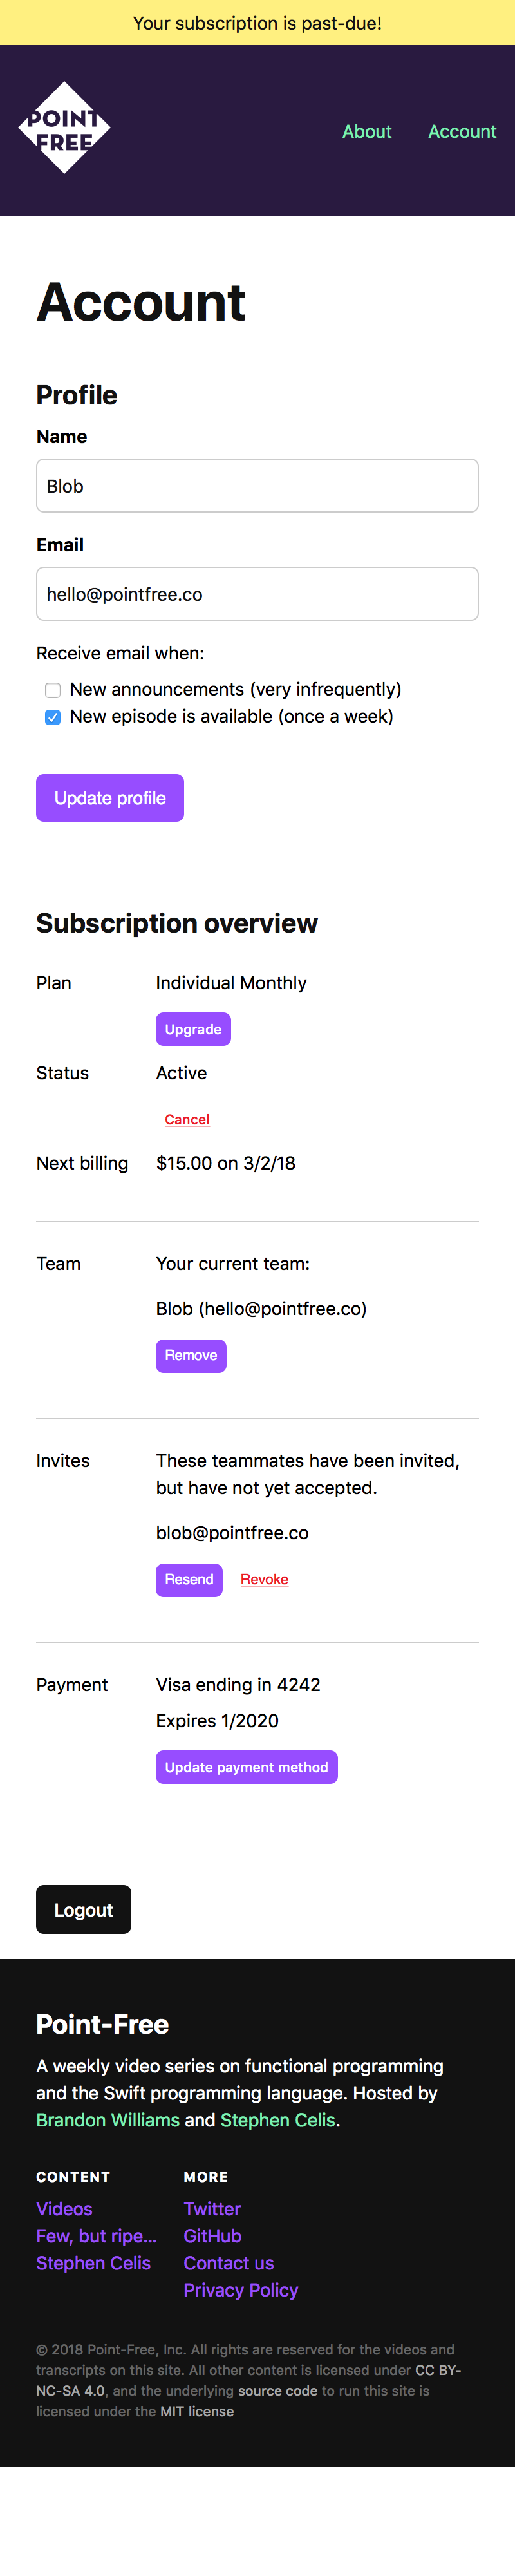 Your subscription is past-due!
POINT
FREE
About
Account
Account
Profile
Name
Blob
Email
hello@pointfree.co
Receive email when:
New announcements (very infrequently)
New episode is available (once a week)
Update profile
Subscription overview
Plan
Individual Monthly
Upgrade
Status
Active
Cancel
Next billing
$15.00 on 3/2/18
Team
Your current team:
Blob (hello@pointfree.co)
Remove
Invites
These teammates have been invited,
but have not yet accepted.
blob@pointfree.co
Resend
Revoke
Payment
Visa ending in 4242
Expires 1/2020
Update payment method
Logout
Point-Free
A weekly video series on functional programming
and the Swift programming language. Hosted by
Brandon Williams and Stephen Celis.
CONTENT
Videos
Few, but ripe...
Stephen Celis
MORE
Twitter
GitHub
Contact us
Privacy Policy
© 2018 Point-Free, Inc. All rights are reserved for the videos and
transcripts on this site. All other content is licensed under CC BY-
NC-SA 4.0, and the underlying source code to run this site is
licensed under the MIT license